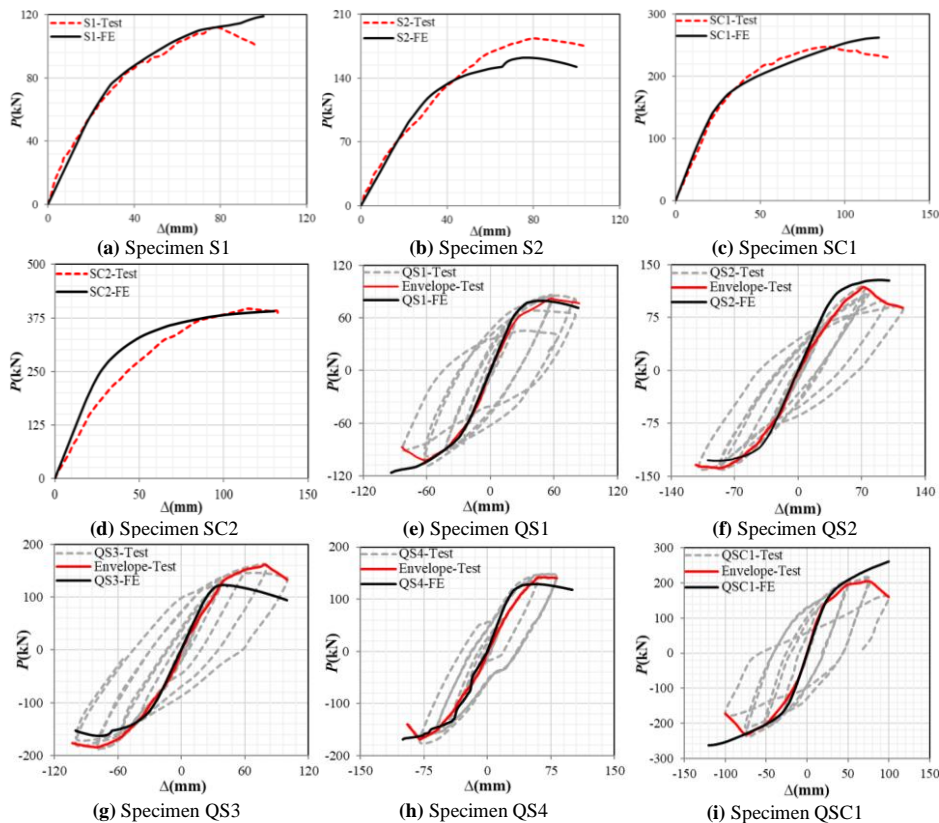 S1-Test
S1-FE
P(kN)
120
80
40
0
0 40 80 120
Δ(mm)
(a) Specimen S1
S2-Test
S2-FE
P(kN)
210
140
70
0
0 40 80 120
Δ(mm)
(b) Specimen S2
SC1-Test
SC1-FE
P(kN)
300
200
100
0
0 50 100 150
Δ(mm)
(c) Specimen SC1
SC2-Test
SC2-FE
P(kN)
500
375
250
125
0
0 50 100 150
Δ(mm)
(d) Specimen SC2
QS1-Test
Envelope-Test
QS1-FE
P(kN)
120
60
0
-60
-120
-120 -60 0 60 120
Δ(mm)
(e) Specimen QS1
QS2-Test
Envelope-Test
QS2-FE
P(kN)
150
75
0
-75
-150
-140 -70 0 70 140
Δ(mm)
(f) Specimen QS2
QS3-Test
Envelope-Test
QS3-FE
P(kN)
200
100
0
-100
-200
-120 -60 0 60 120
Δ(mm)
(g) Specimen QS3
QS4-Test
Envelope-Test
QS4-FE
P(kN)
200
100
0
-100
-200
-150 -75 0 75 150
Δ(mm)
(h) Specimen QS4
QSC1-Test
Envelope-Test
QSC1-FE
P(kN)
300
200
100
0
-100
-200
-300
-150 -100 -50 0 50 100 150
Δ(mm)
(i) Specimen QSC1